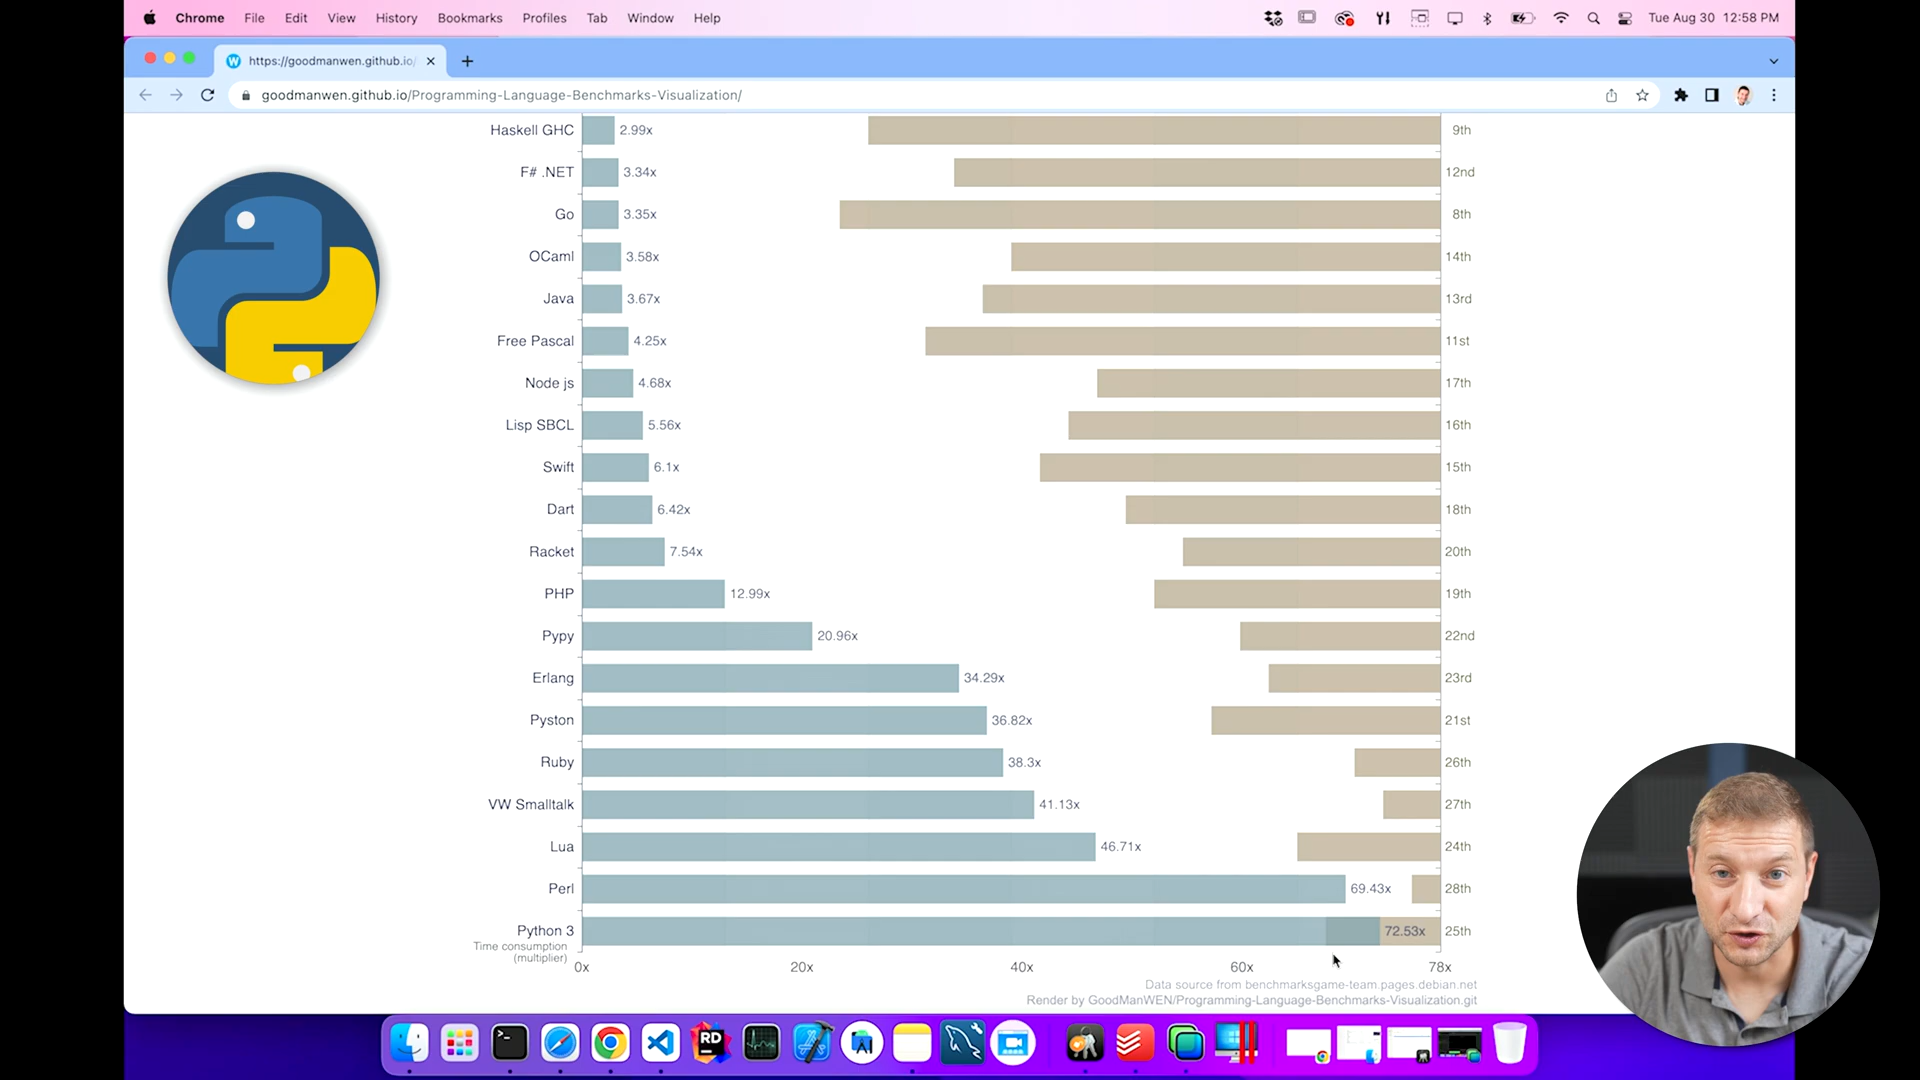 Chrome File Edit View History Bookmarks Profiles Tab Window Help Tue Aug 30 12:58 PM
https://goodmanwen.github.io/
goodmanwen.github.io/Programming-Language-Benchmarks-Visualization/
Haskell GHC 2.99x 9th
F# .NET 3.34x 12nd
Go 3.35x 8th
OCaml 3.58x 14th
Java 3.67x 13rd
Free Pascal 4.25x 11st
Node js 4.68x 17th
Lisp SBCL 5.56x 16th
Swift 6.1x 15th
Dart 6.42x 18th
Racket 7.54x 20th
PHP 12.99x 19th
Pypy 20.96x 22nd
Erlang 34.29x 23rd
Pyston 36.82x 21st
Ruby 38.3x 26th
VW Smalltalk 41.13x 27th
Lua 46.71x 24th
Perl 69.43x 28th
Python 3 72.53x 25th
Time consumption
(multiplier)
0x 20x 40x 60x 78x
Data source from benchmarksgame-team.pages.debian.net
Render by GoodManWEN/Programming-Language-Benchmarks-Visualization.git
RD